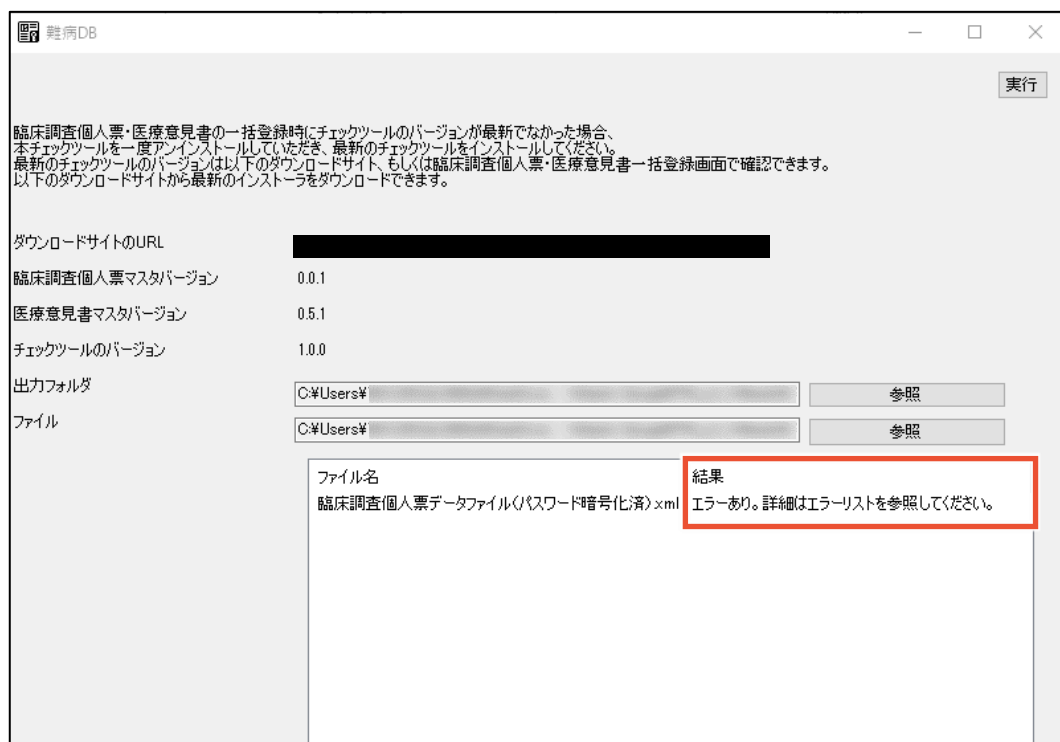 難病DB
実行
臨床調査個人票・医療意見書の一括登録時にチェックツールのバージョンが最新でなかった場合、
本チェックツールを一度アンインストールしていただき、最新のチェックツールをインストールしてください。
最新のチェックツールのバージョンは以下のダウンロードサイト、もしくは臨床調査個人票・医療意見書一括登録画面で確認できます。
以下のダウンロードサイトから最新のインストーラをダウンロードできます。
ダウンロードサイトのURL
臨床調査個人票マスタバージョン 0.0.1
医療意見書マスタバージョン 0.5.1
チェックツールのバージョン 1.0.0
出力フォルダ C:¥Users¥ 参照
ファイル C:¥Users¥ 参照
ファイル名 結果
臨床調査個人票データファイル(パスワード暗号化済).xml エラーあり。詳細はエラーリストを参照してください。